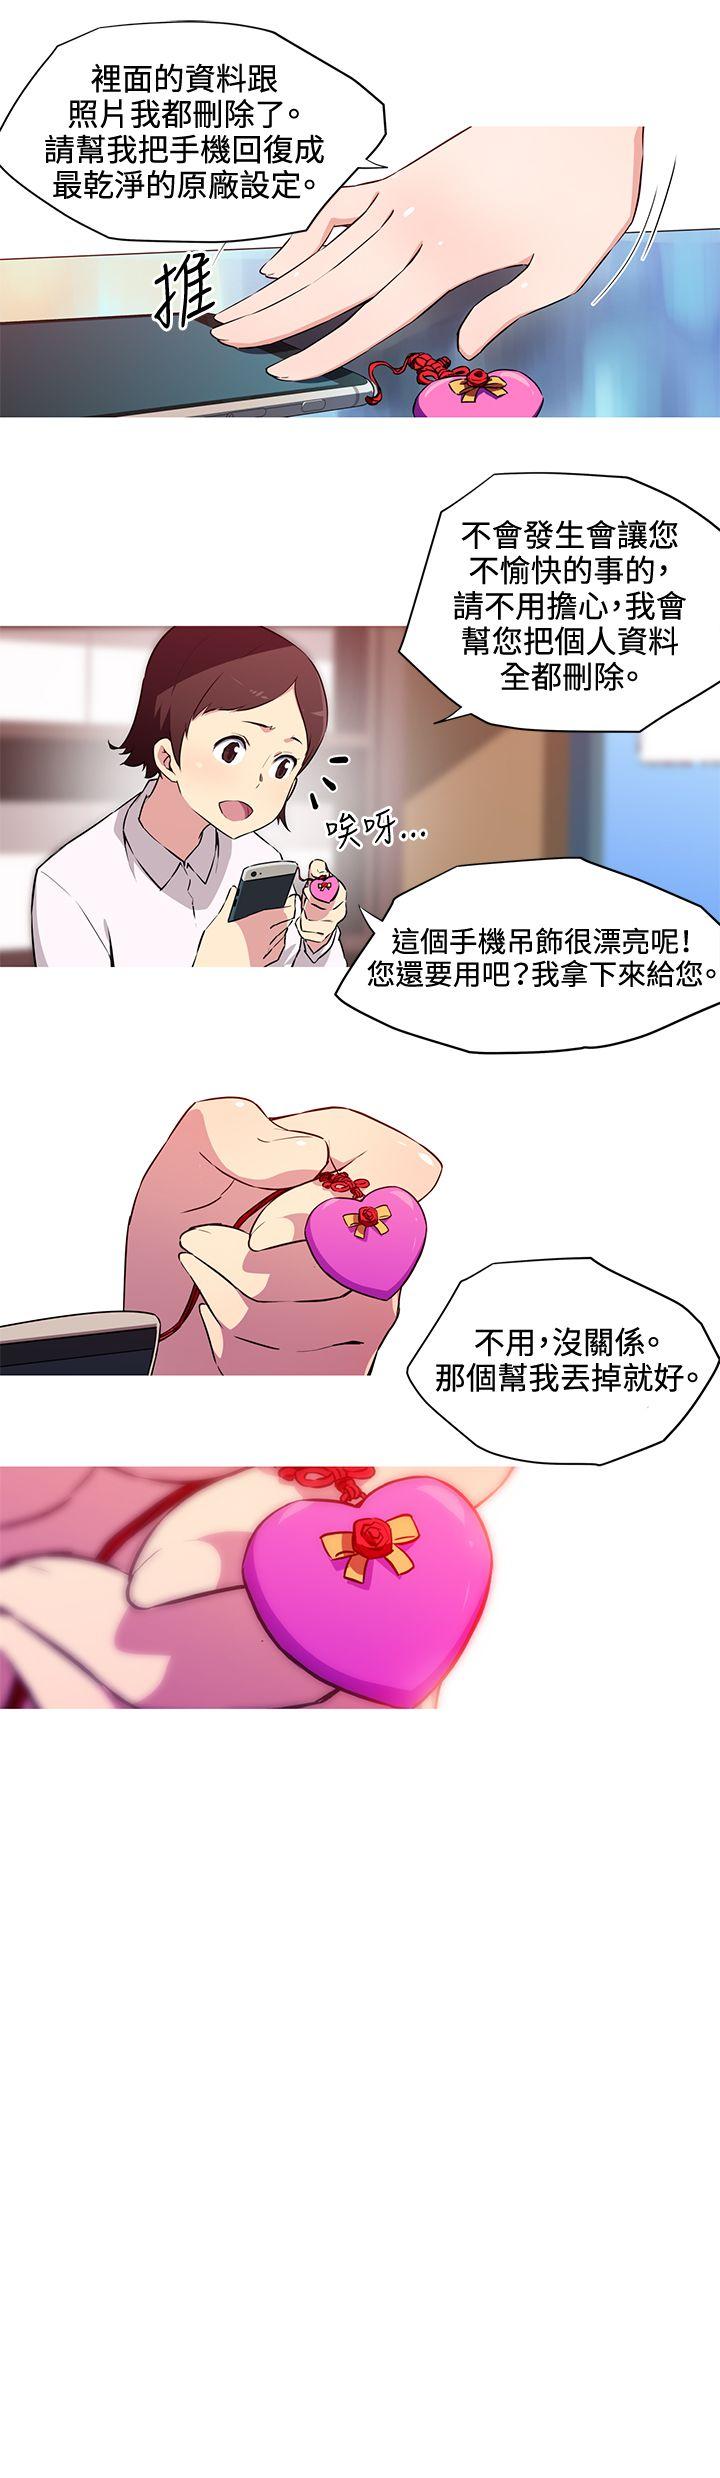 裡面的資料跟
照片我都刪除了。
請幫我把手機回復成
最乾淨的原廠設定。
推
不會發生會讓您
不愉快的事的,
請不用擔心,我會
幫您把個人資料
全都刪除。
唉呀...
這個手機吊飾很漂亮呢!
您還要用吧?我拿下來給您。
不用,沒關係。
那個幫我丟掉就好。